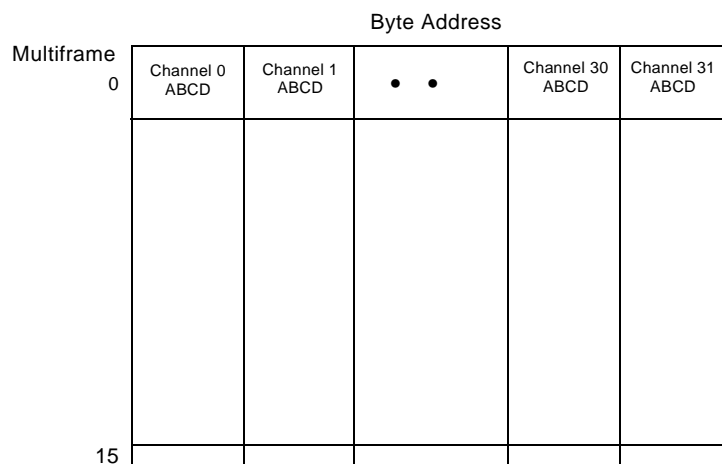 Byte Address
Multiframe
0
Channel 0
ABCD
Channel 1
ABCD
• •
Channel 30
ABCD
Channel 31
ABCD
15